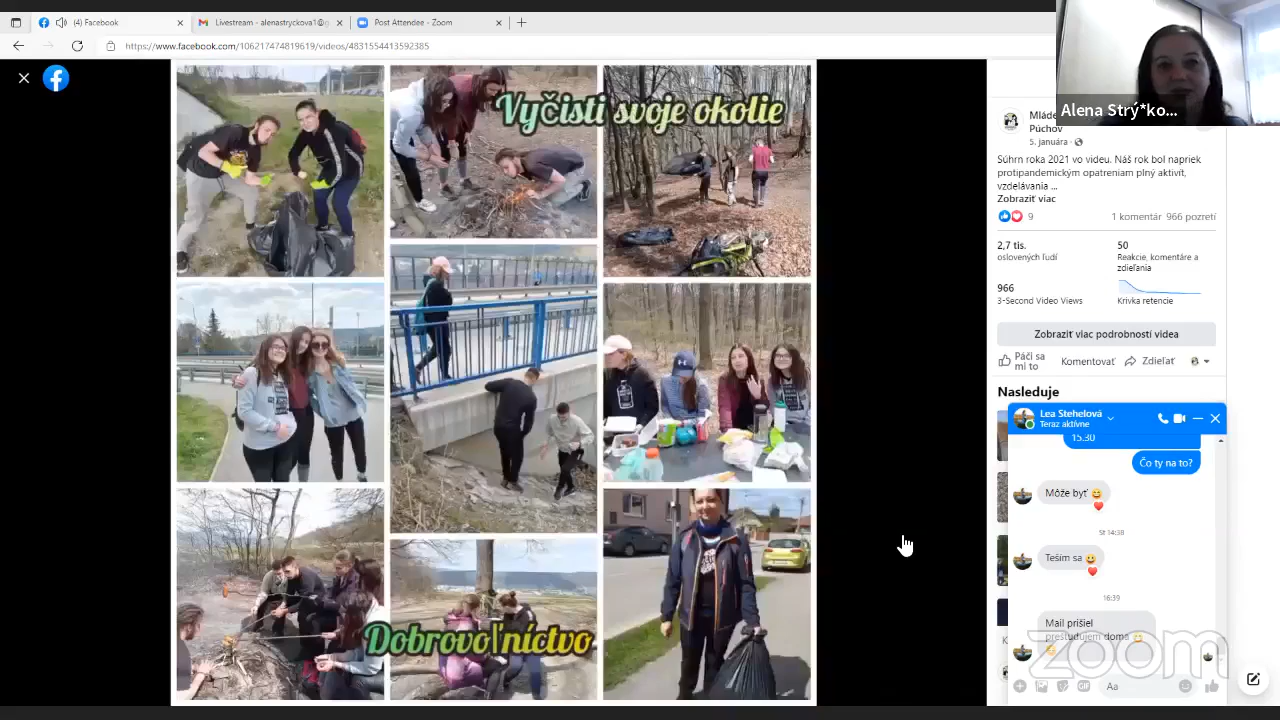 (4) Facebook
Livestream - alenastryckova1@g
Post Attendee - Zoom
https://www.facebook.com/106217474819619/videos/4831554413592385
Vyčisti svoje okolie
Dobrovoľníctvo
Alena Strý*ko...
Mláde
Púchov
5. januára ·
Súhrn roka 2021 vo videu. Náš rok bol napriek
protipandemickým opatreniam plný aktivít,
vzdelávania ...
Zobraziť viac
9
1 komentár 966 pozretí
2,7 tis.
oslovených ľudí
50
Reakcie, komentáre a
zdieľania
966
3-Second Video Views
Krivka retencie
Zobraziť viac podrobností videa
Páči sa
mi to
Komentovať
Zdieľať
Nasleduje
Lea Stehelová
Teraz aktívne
15.30
Čo ty na to?
Môže byť
St 14:39
Teším sa
16:39
Mail prišiel
preštudujem doma
zoom
GIF
Aa